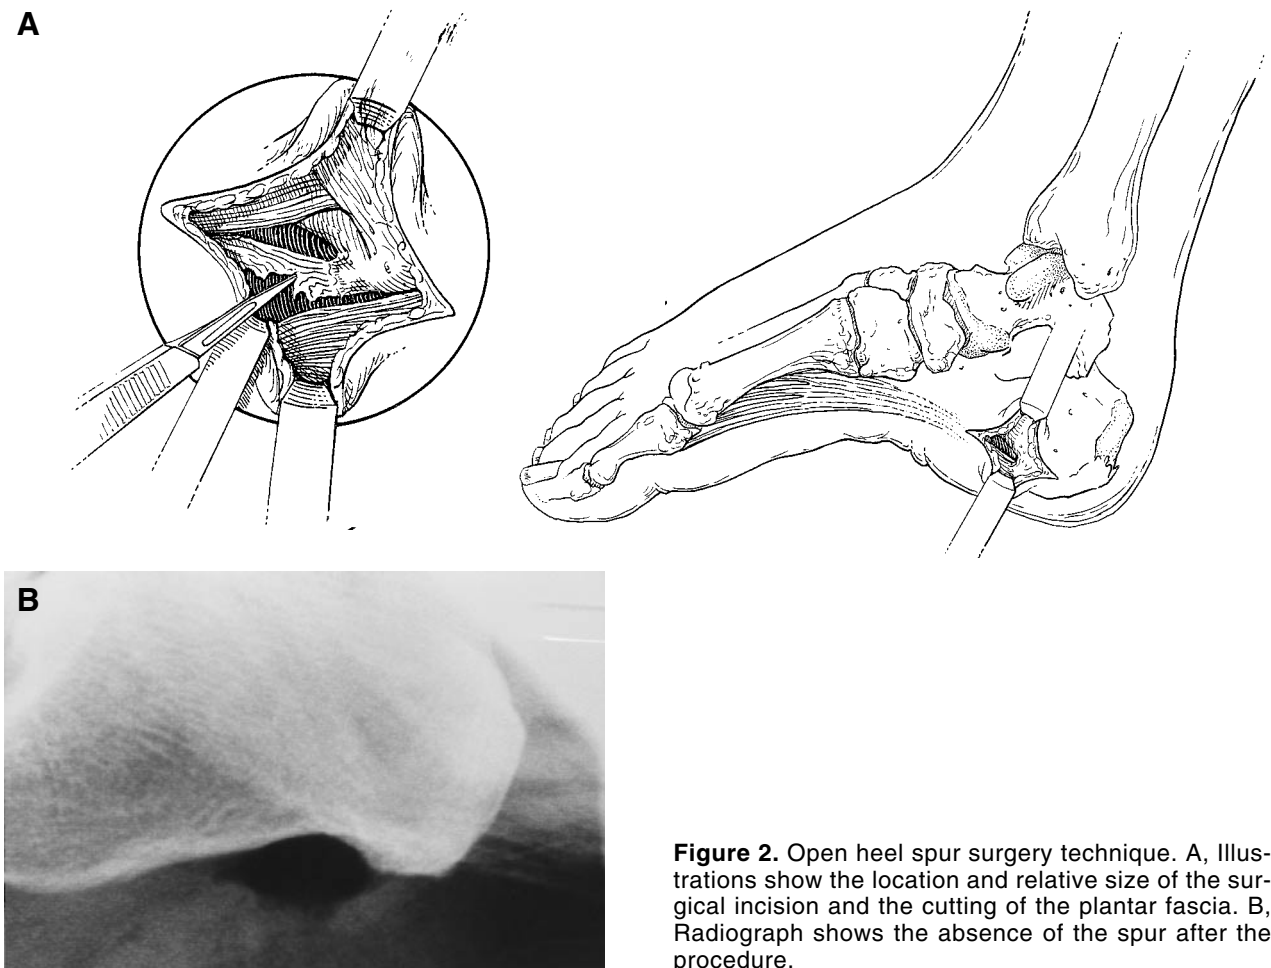 A
B
Figure 2. Open heel spur surgery technique. A, Illus-
trations show the location and relative size of the sur-
gical incision and the cutting of the plantar fascia. B,
Radiograph shows the absence of the spur after the
procedure.